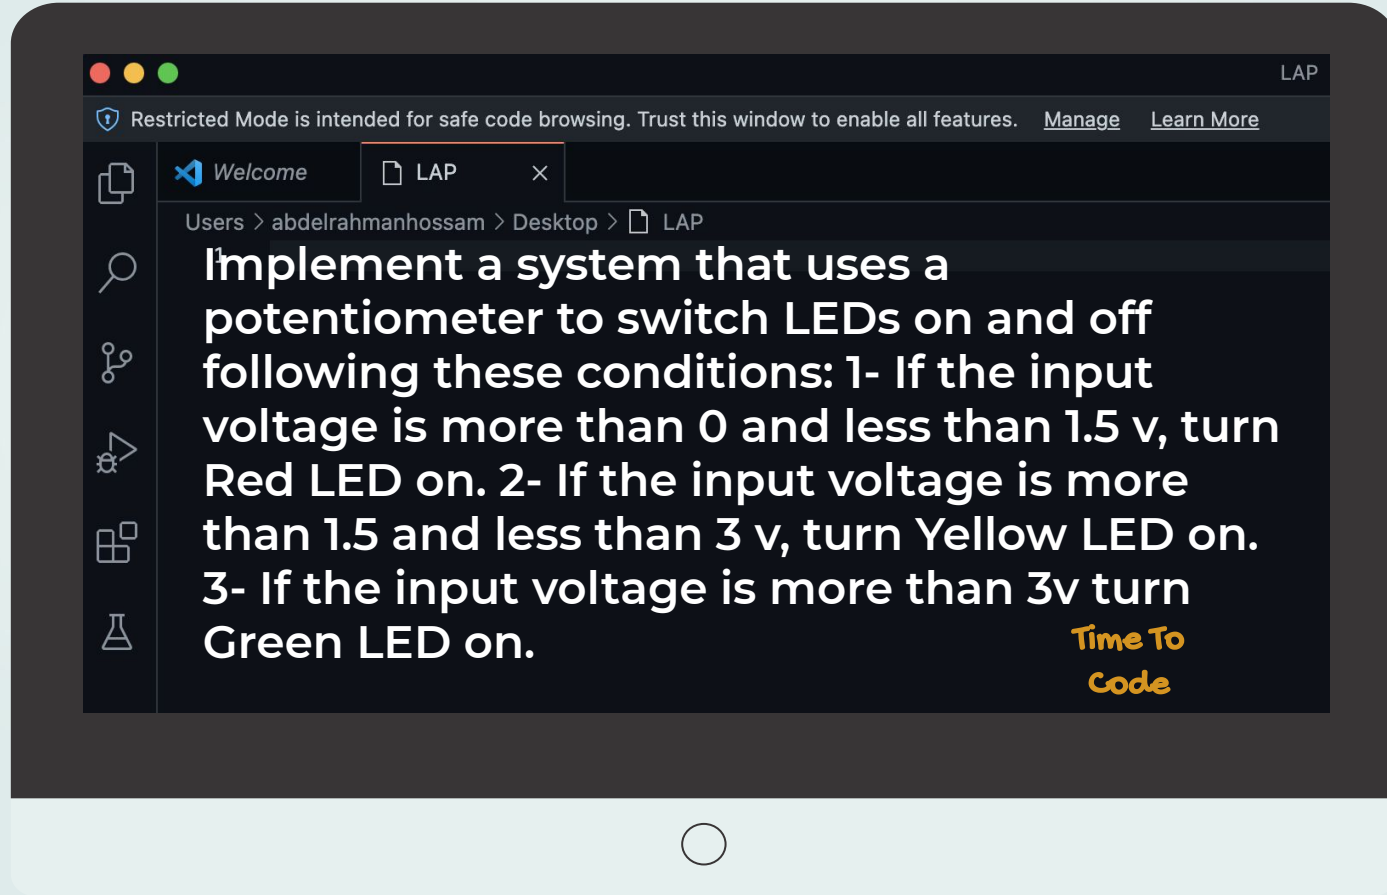 LAP
Restricted Mode is intended for safe code browsing. Trust this window to enable all features. Manage Learn More
Welcome LAP
Users > abdelrahmanhossam > Desktop > LAP
1
Implement a system that uses a
potentiometer to switch LEDs on and off
following these conditions: 1- If the input
voltage is more than 0 and less than 1.5 v, turn
Red LED on. 2- If the input voltage is more
than 1.5 and less than 3 v, turn Yellow LED on.
3- If the input voltage is more than 3v turn
Green LED on.
Time To
Code